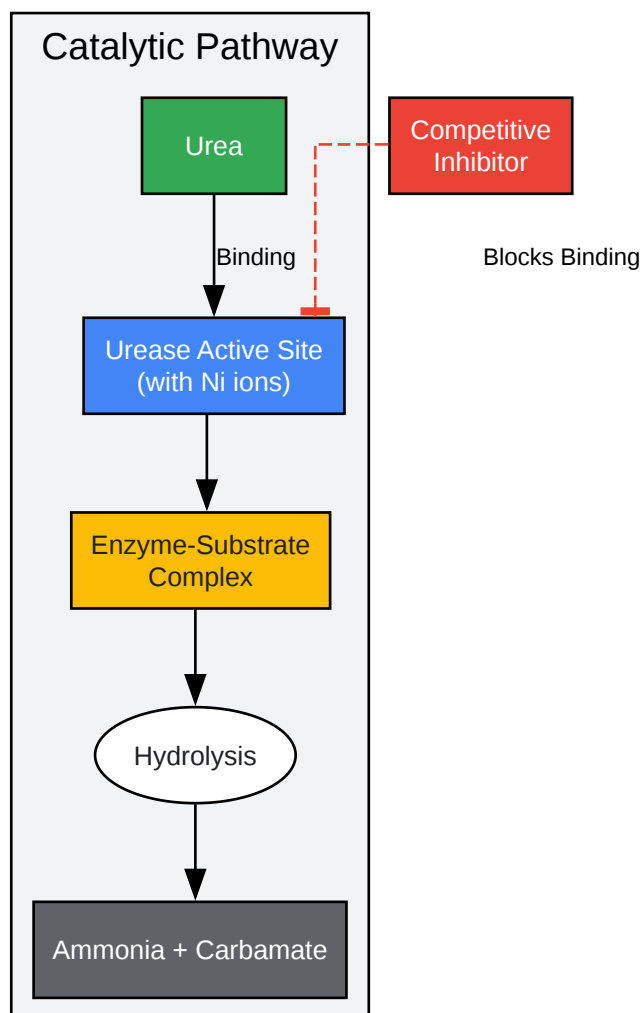 Catalytic Pathway
Urea
Competitive
Inhibitor
Binding
Blocks Binding
Urease Active Site
(with Ni ions)
Enzyme-Substrate
Complex
Hydrolysis
Ammonia + Carbamate